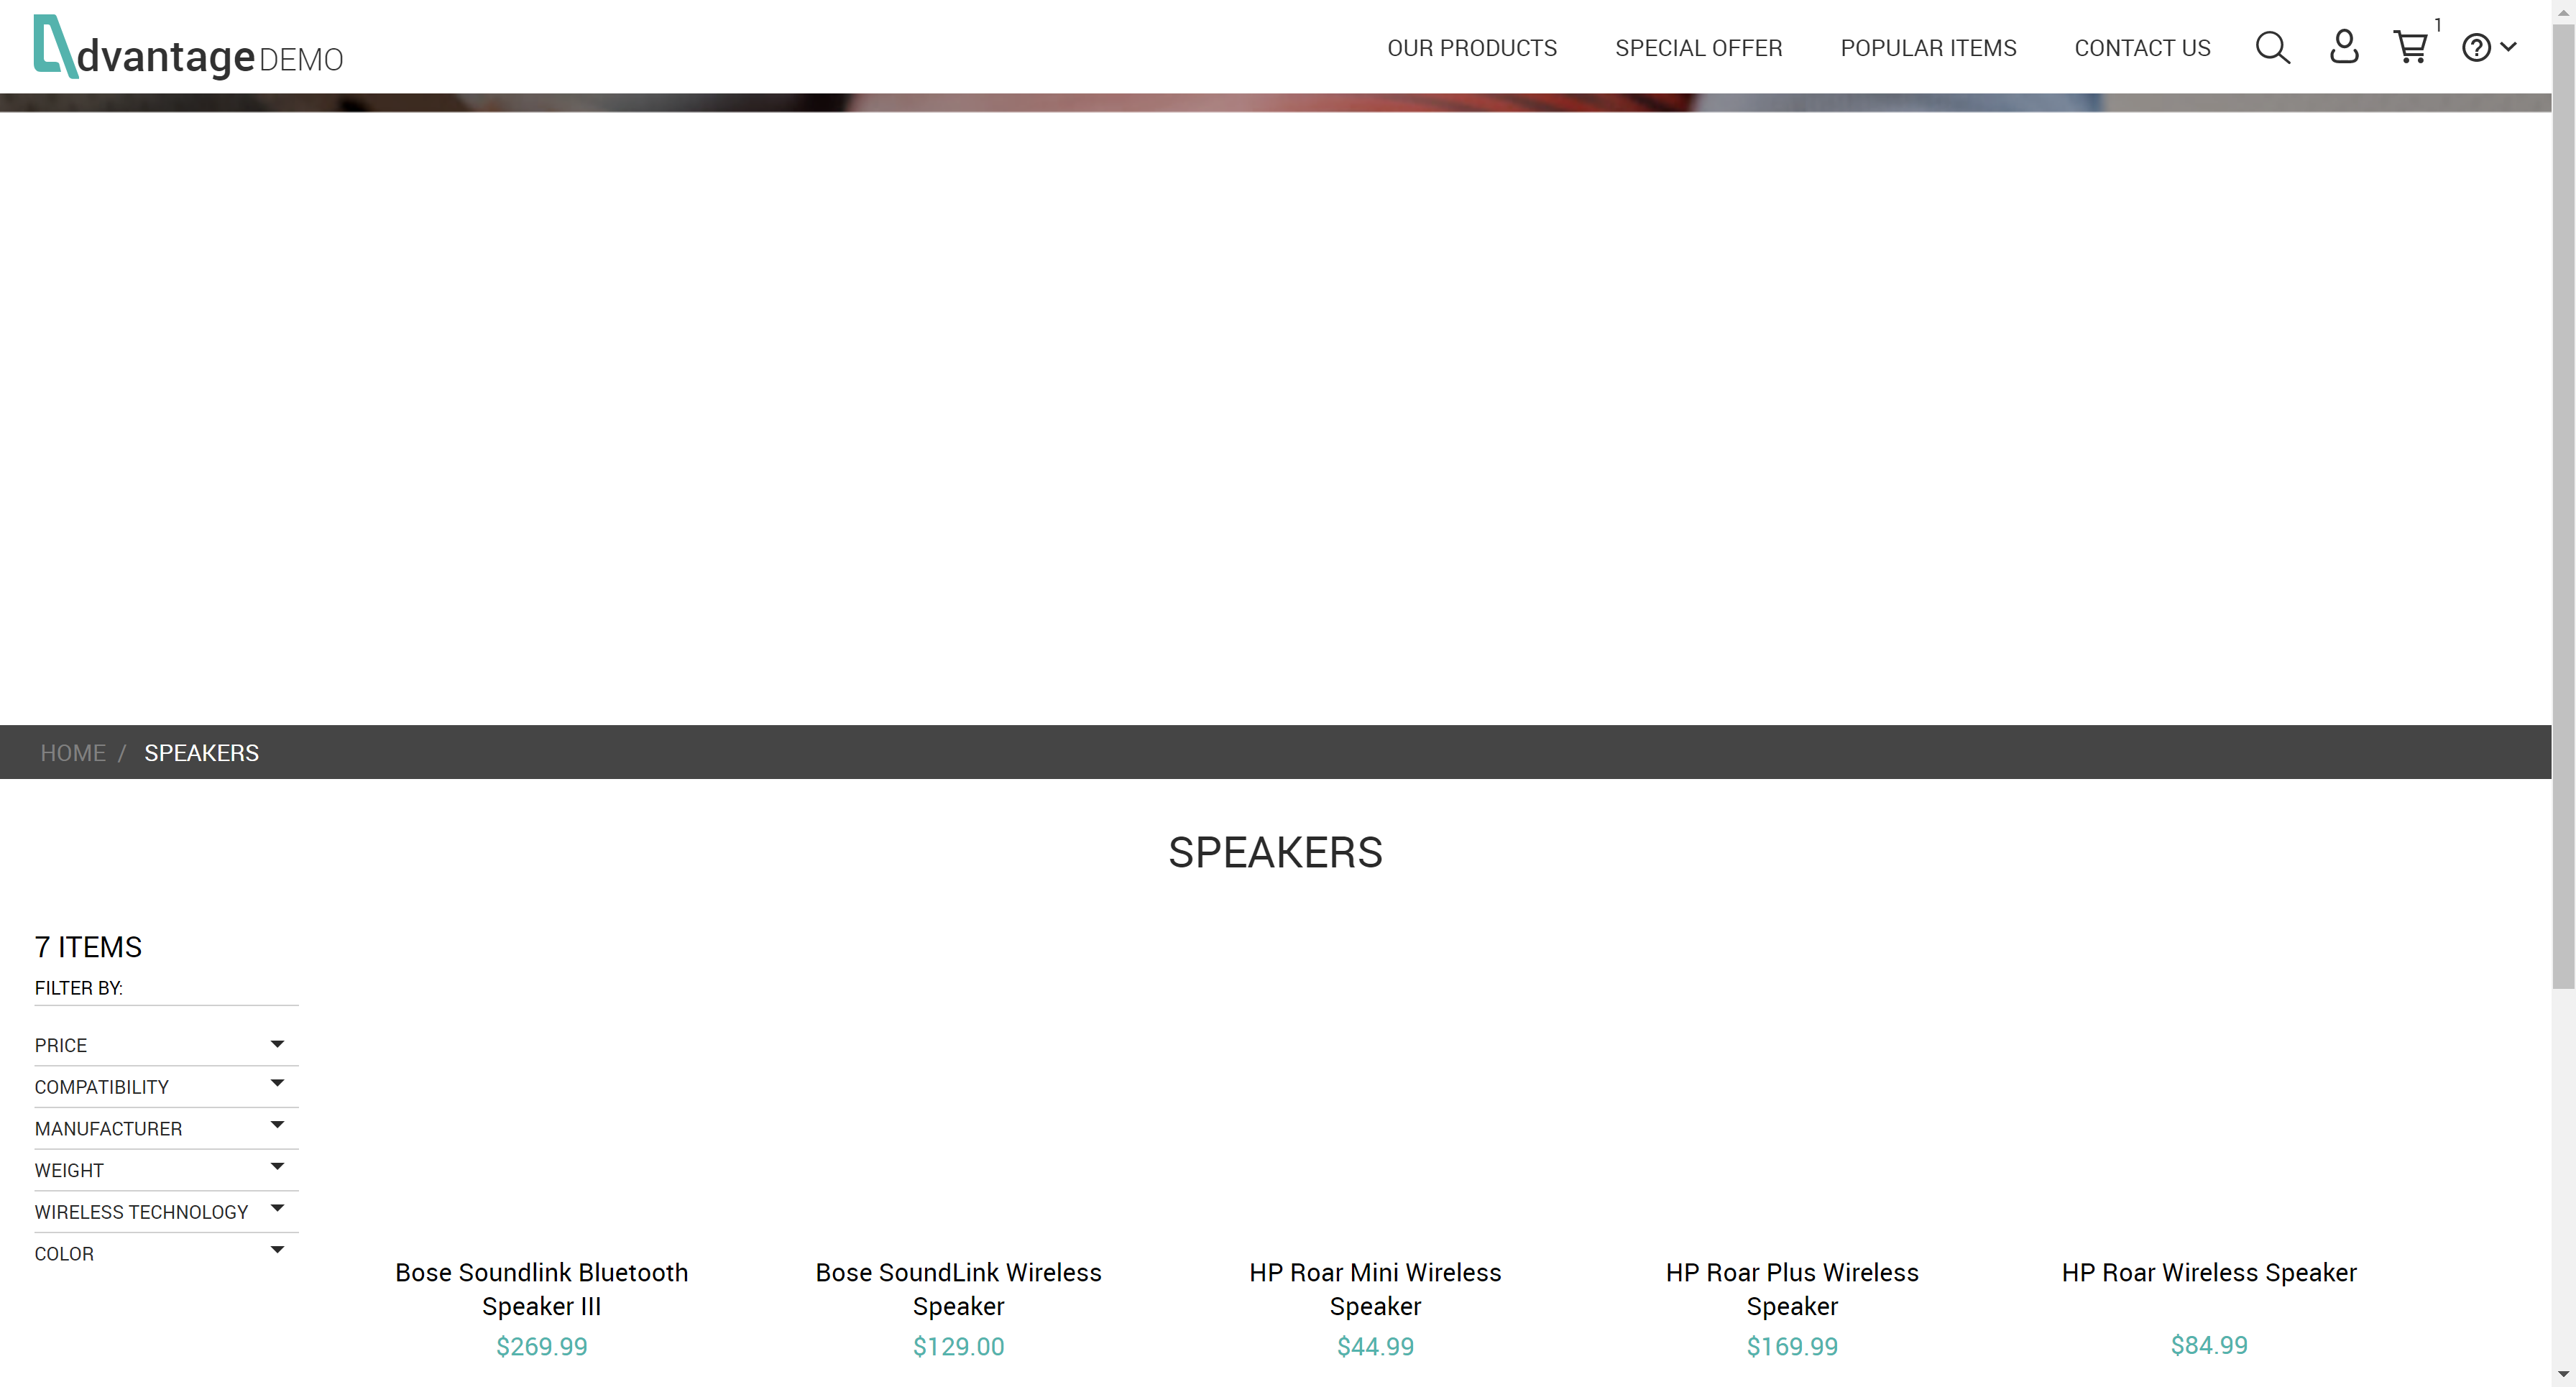 dvantage DEMO
OUR PRODUCTS
SPECIAL OFFER
POPULAR ITEMS
CONTACT US
1
HOME / SPEAKERS
SPEAKERS
7 ITEMS
FILTER BY:
PRICE
COMPATIBILITY
MANUFACTURER
WEIGHT
WIRELESS TECHNOLOGY
COLOR
Bose Soundlink Bluetooth
Speaker III
$269.99
Bose SoundLink Wireless
Speaker
$129.00
HP Roar Mini Wireless
Speaker
$44.99
HP Roar Plus Wireless
Speaker
$169.99
HP Roar Wireless Speaker
$84.99